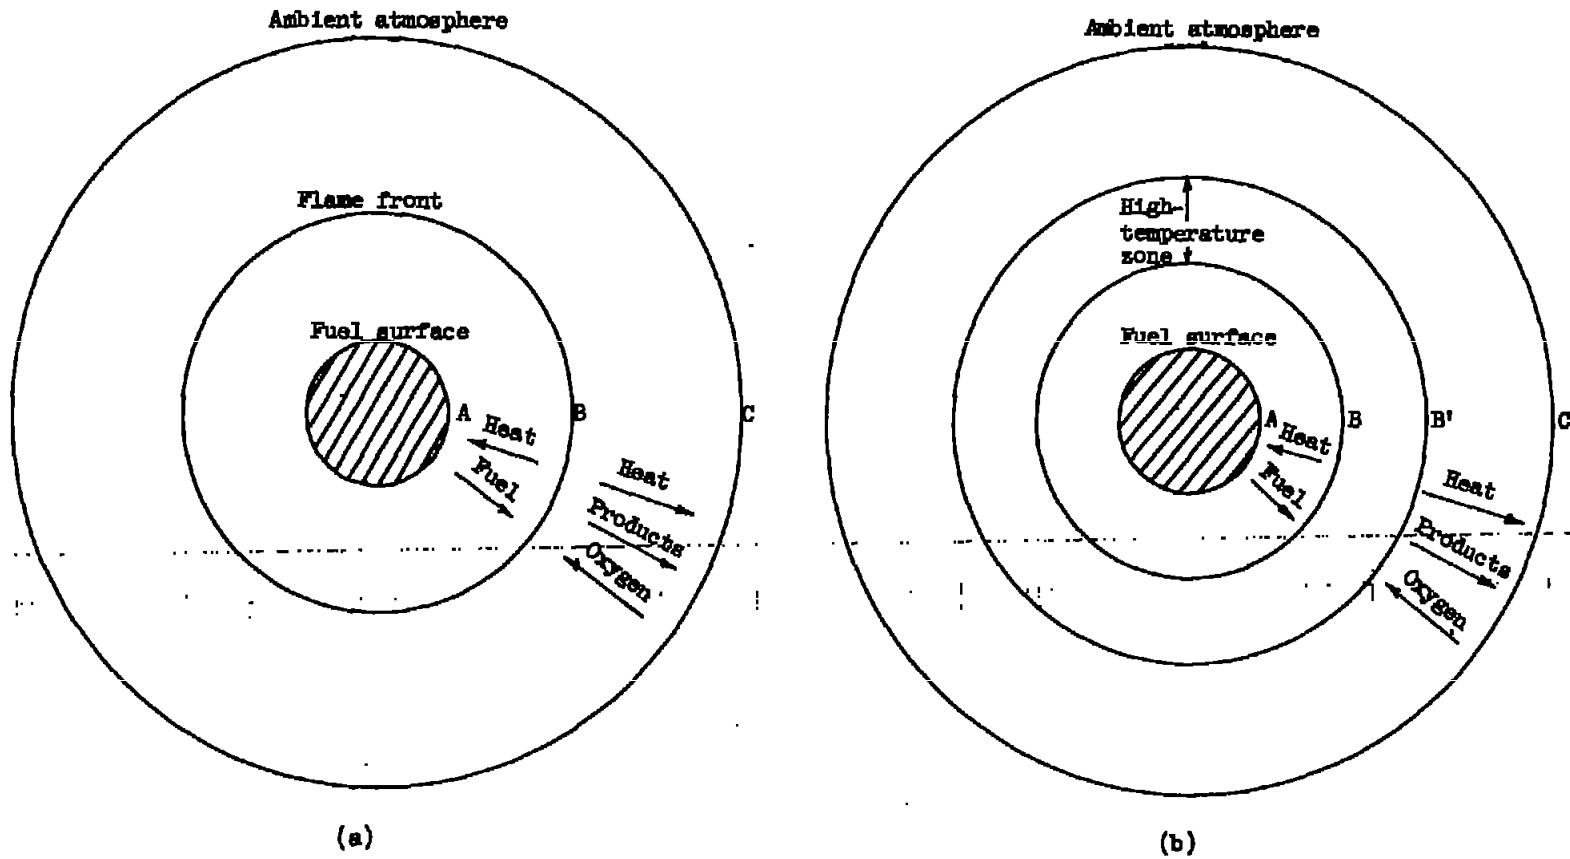 Ambient atmosphere
Flame front
Fuel surface
A
B
C
Heat
Fuel
Heat
Products
Oxygen
(a)
Ambient atmosphere
High-
temperature
zone
Fuel surface
A
B
B'
C
Heat
Fuel
Heat
Products
Oxygen
(b)